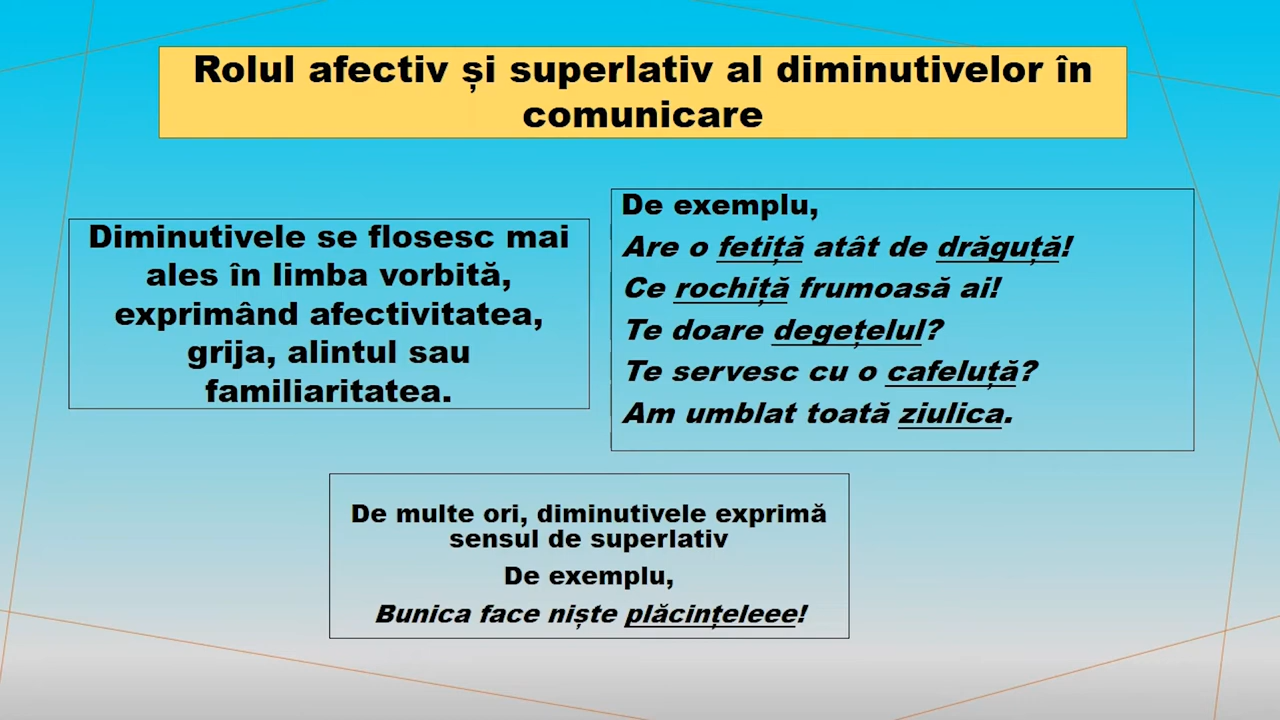 Rolul afectiv și superlativ al diminutivelor în
comunicare
Diminutivele se flosesc mai
ales în limba vorbită,
exprimând afectivitatea,
grija, alintul sau
familiaritatea.
De exemplu,
Are o fetiță atât de drăguță!
Ce rochiță frumoasă ai!
Te doare degețelul?
Te servesc cu o cafeluță?
Am umblat toată ziulica.
De multe ori, diminutivele exprimă
sensul de superlativ
De exemplu,
Bunica face niște plăcințeleee!